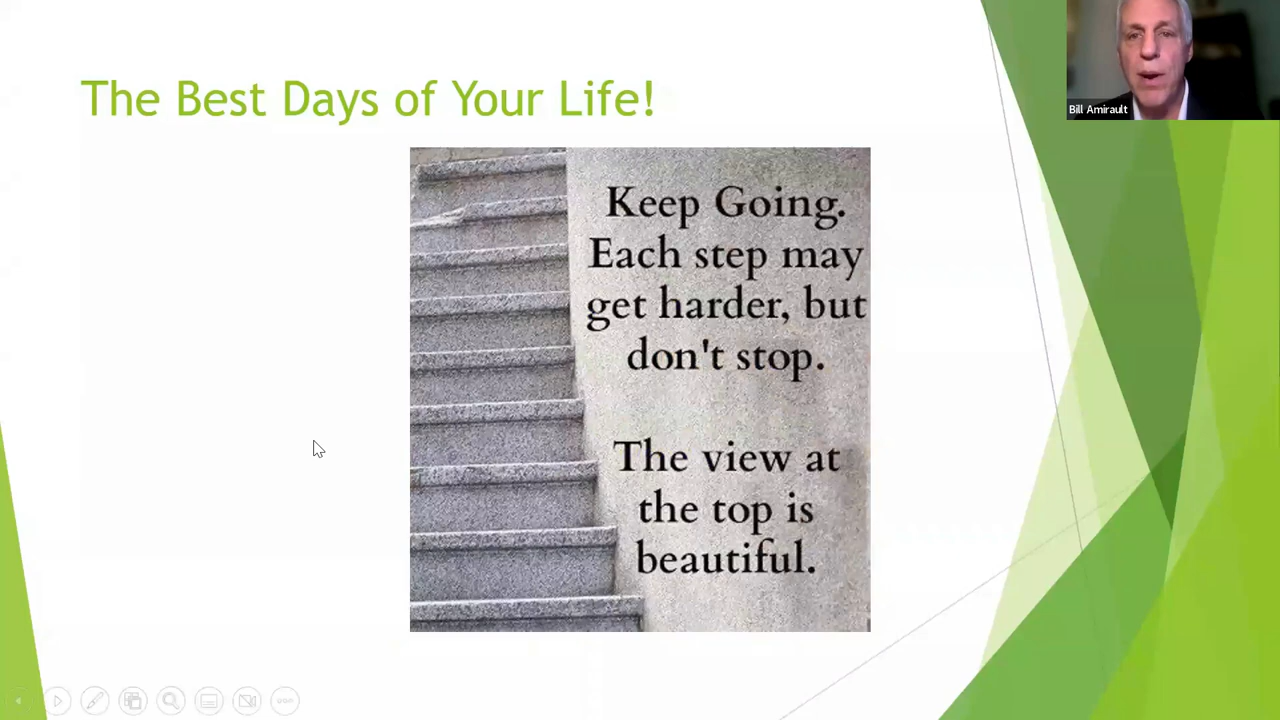 The Best Days of Your Life!
Bill Amirault
Keep Going.
Each step may
get harder, but
don't stop.
The view at
the top is
beautiful.